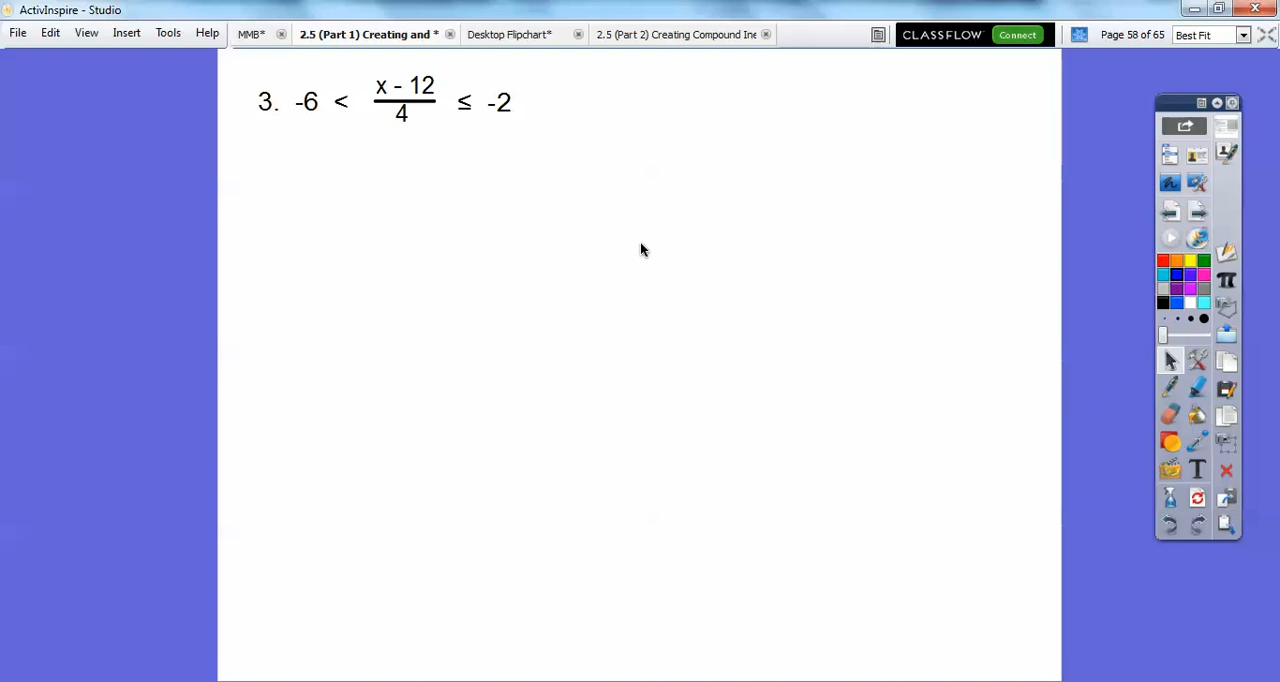 ActivInspire - Studio
File Edit View Insert Tools Help MMB* 2.5 (Part 1) Creating and * Desktop Flipchart* 2.5 (Part 2) Creating Compound Ine CLASSFLOW Connect Page 58 of 65 Best Fit
3. -6 < x - 12 / 4 ≤ -2